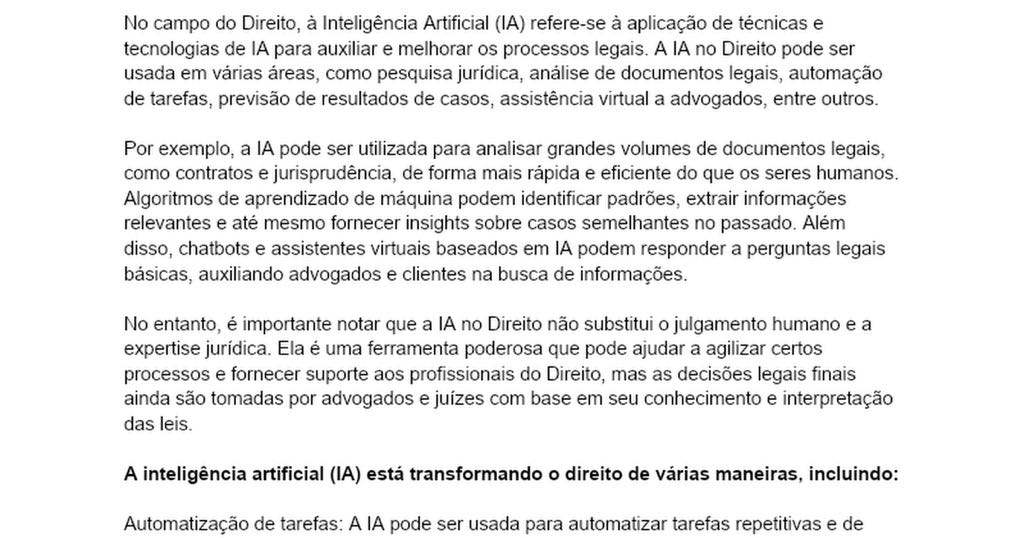 No campo do Direito, à Inteligência Artificial (IA) refere-se à aplicação de técnicas e
tecnologias de IA para auxiliar e melhorar os processos legais. A IA no Direito pode ser
usada em várias áreas, como pesquisa jurídica, análise de documentos legais, automação
de tarefas, previsão de resultados de casos, assistência virtual a advogados, entre outros.
Por exemplo, a IA pode ser utilizada para analisar grandes volumes de documentos legais,
como contratos e jurisprudência, de forma mais rápida e eficiente do que os seres humanos.
Algoritmos de aprendizado de máquina podem identificar padrões, extrair informações
relevantes e até mesmo fornecer insights sobre casos semelhantes no passado. Além
disso, chatbots e assistentes virtuais baseados em IA podem responder a perguntas legais
básicas, auxiliando advogados e clientes na busca de informações.
No entanto, é importante notar que a IA no Direito não substitui o julgamento humano e a
expertise jurídica. Ela é uma ferramenta poderosa que pode ajudar a agilizar certos
processos e fornecer suporte aos profissionais do Direito, mas as decisões legais finais
ainda são tomadas por advogados e juízes com base em seu conhecimento e interpretação
das leis.
A inteligência artificial (IA) está transformando o direito de várias maneiras, incluindo:
Automatização de tarefas: A IA pode ser usada para automatizar tarefas repetitivas e de